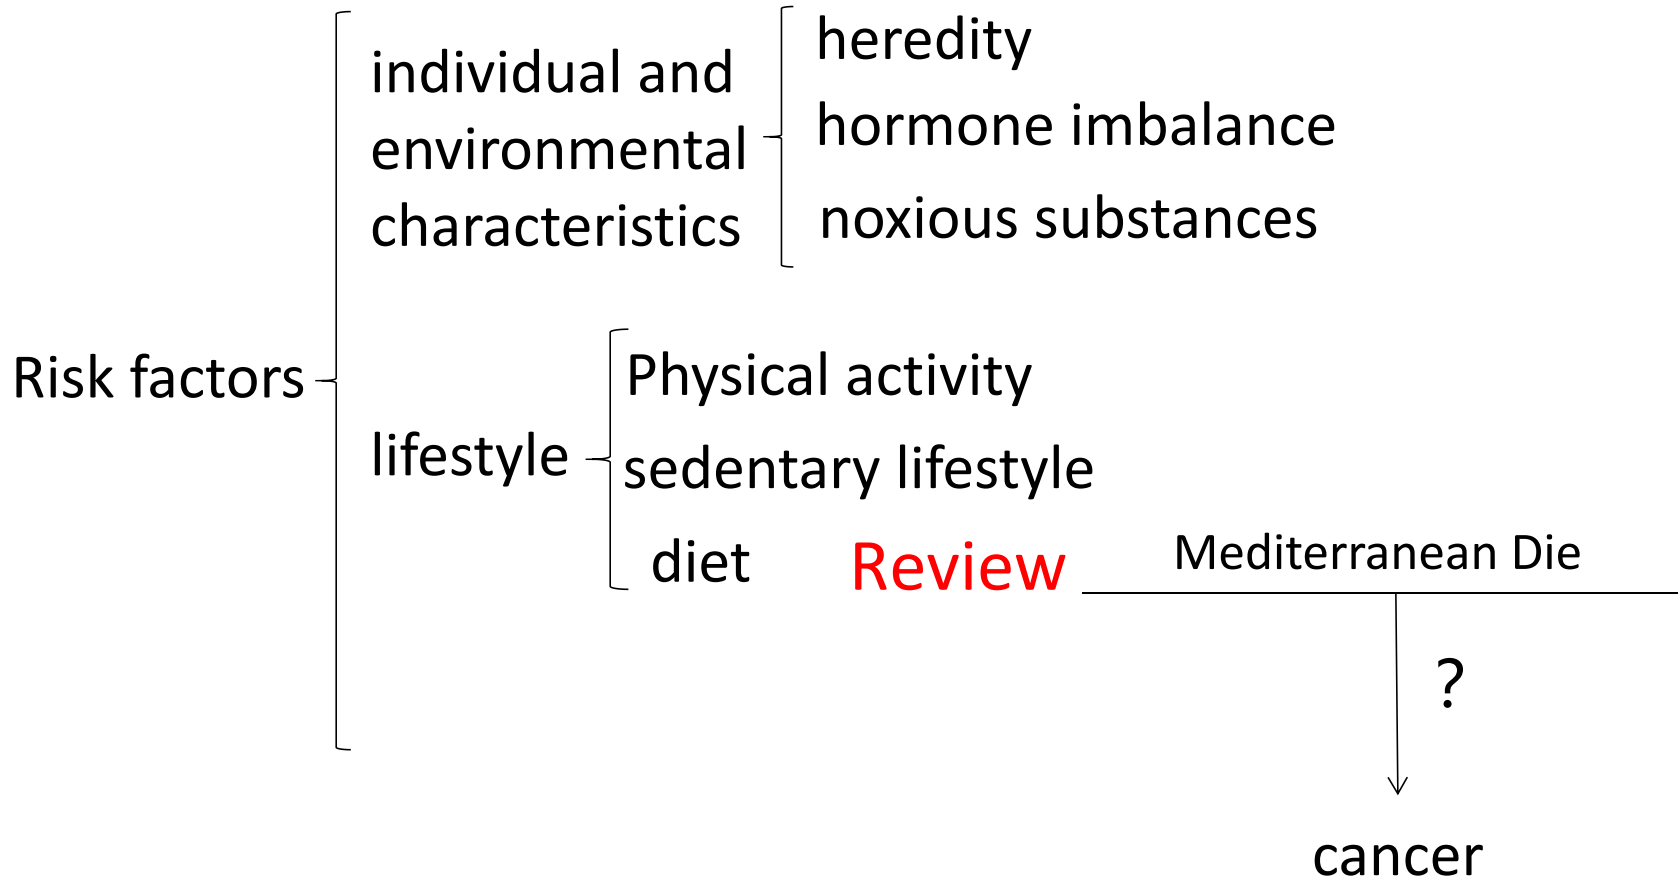 individual and
environmental
characteristics
heredity
hormone imbalance
noxious substances
Risk factors
lifestyle
Physical activity
sedentary lifestyle
diet
Review
Mediterranean Die
?
cancer